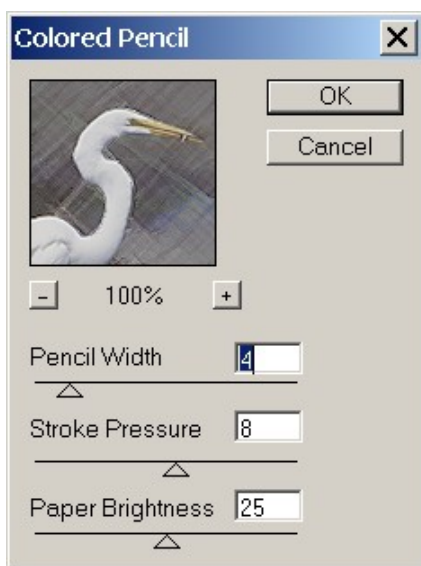 Colored Pencil
OK
Cancel
- 100% +
Pencil Width 4
Stroke Pressure 8
Paper Brightness 25